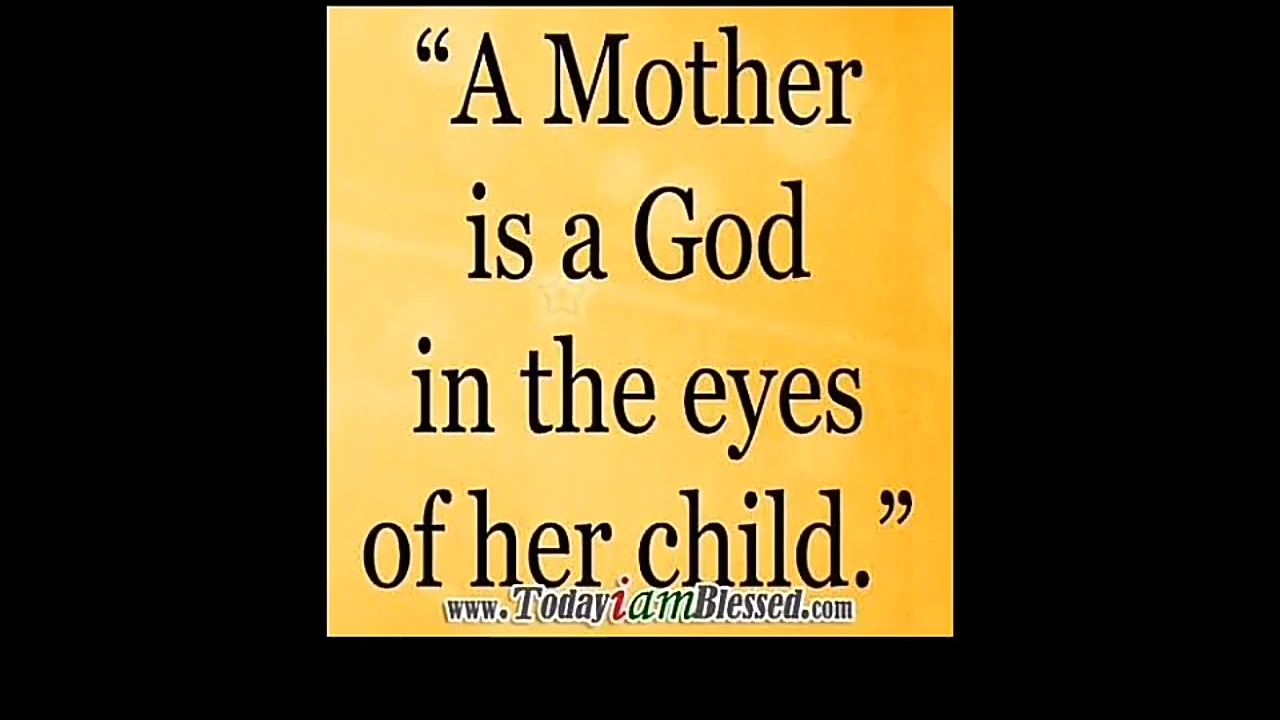 “A Mother
is a God
in the eyes
of her child.”
www.TodayiamBlessed.com